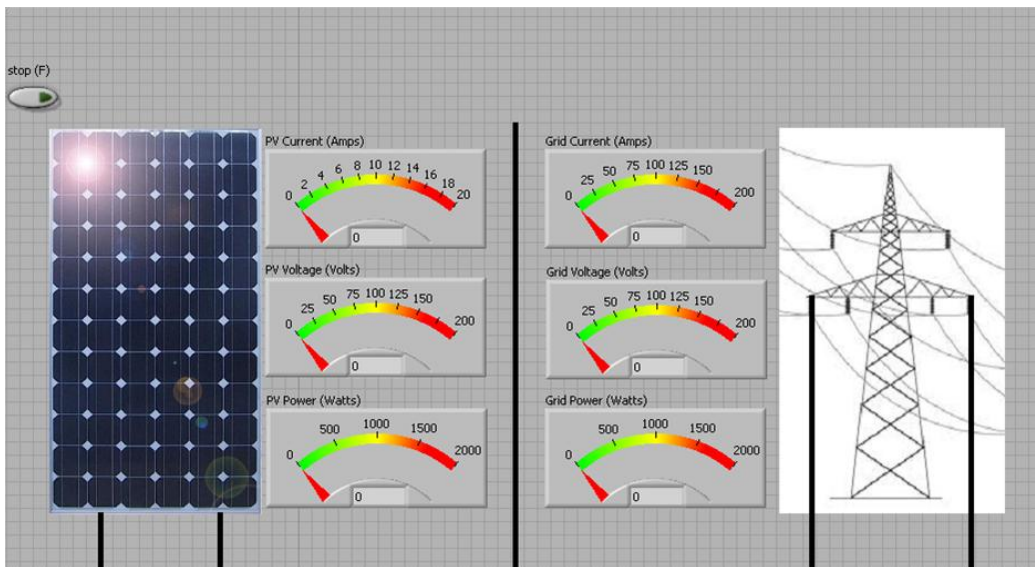 stop (F)
PV Current (Amps)
0 2 4 6 8 10 12 14 16 18 20
0
Grid Current (Amps)
0 25 50 75 100 125 150 200
0
PV Voltage (Volts)
0 25 50 75 100 125 150 200
0
Grid Voltage (Volts)
0 25 50 75 100 125 150 200
0
PV Power (Watts)
0 500 1000 1500 2000
0
Grid Power (Watts)
0 500 1000 1500 2000
0